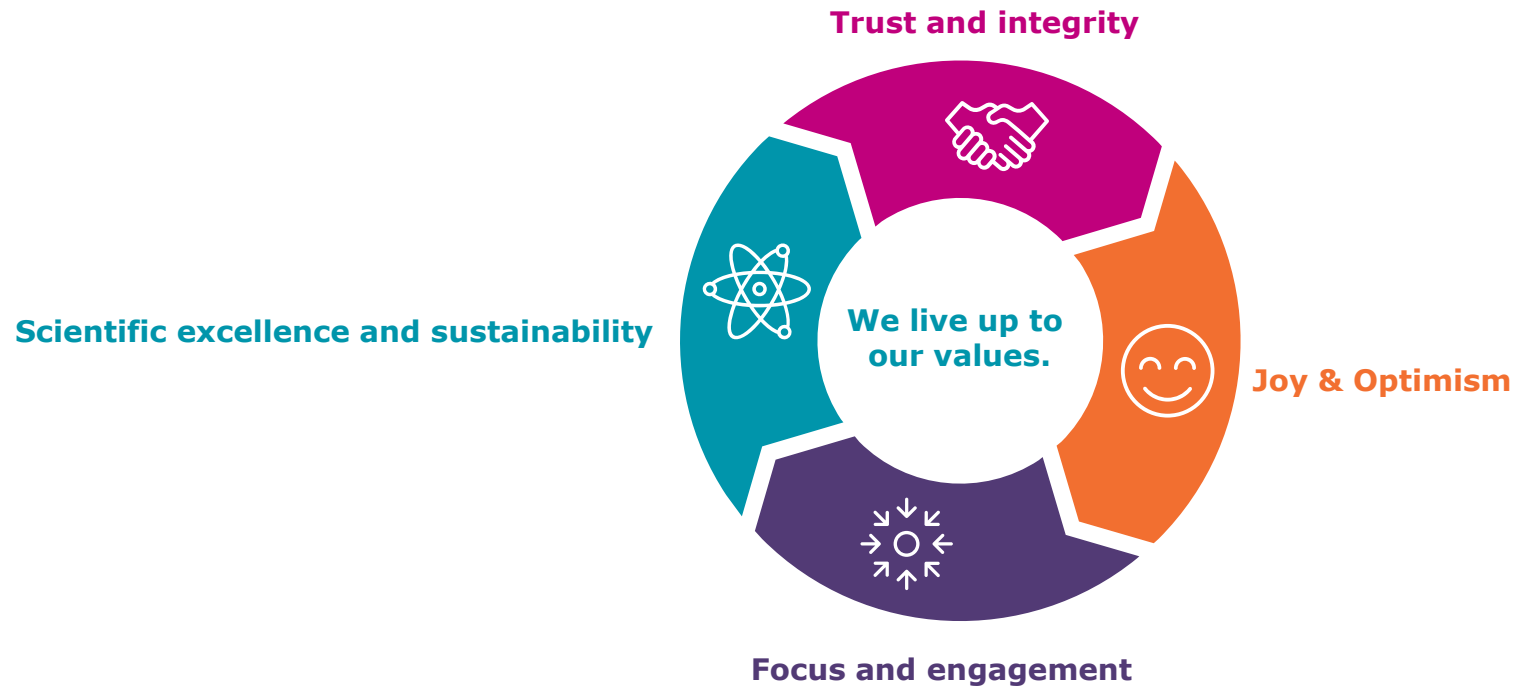 Trust and integrity
Scientific excellence and sustainability
We live up to
our values.
Joy & Optimism
Focus and engagement